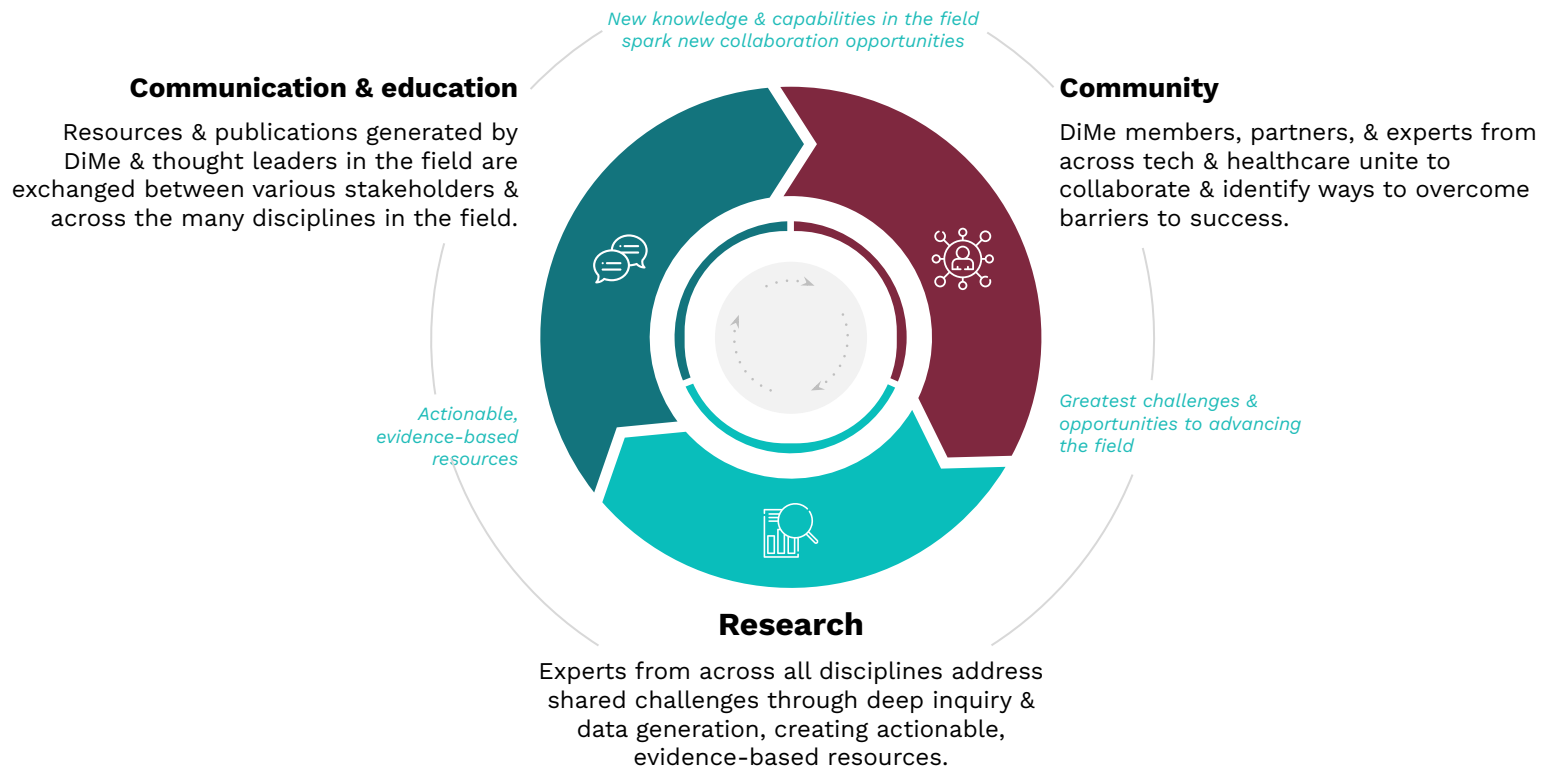 New knowledge & capabilities in the field
spark new collaboration opportunities
Communication & education
Resources & publications generated by
DiMe & thought leaders in the field are
exchanged between various stakeholders &
across the many disciplines in the field.
Community
DiMe members, partners, & experts from
across tech & healthcare unite to
collaborate & identify ways to overcome
barriers to success.
Actionable,
evidence-based
resources
Greatest challenges &
opportunities to advancing
the field
Research
Experts from across all disciplines address
shared challenges through deep inquiry &
data generation, creating actionable,
evidence-based resources.